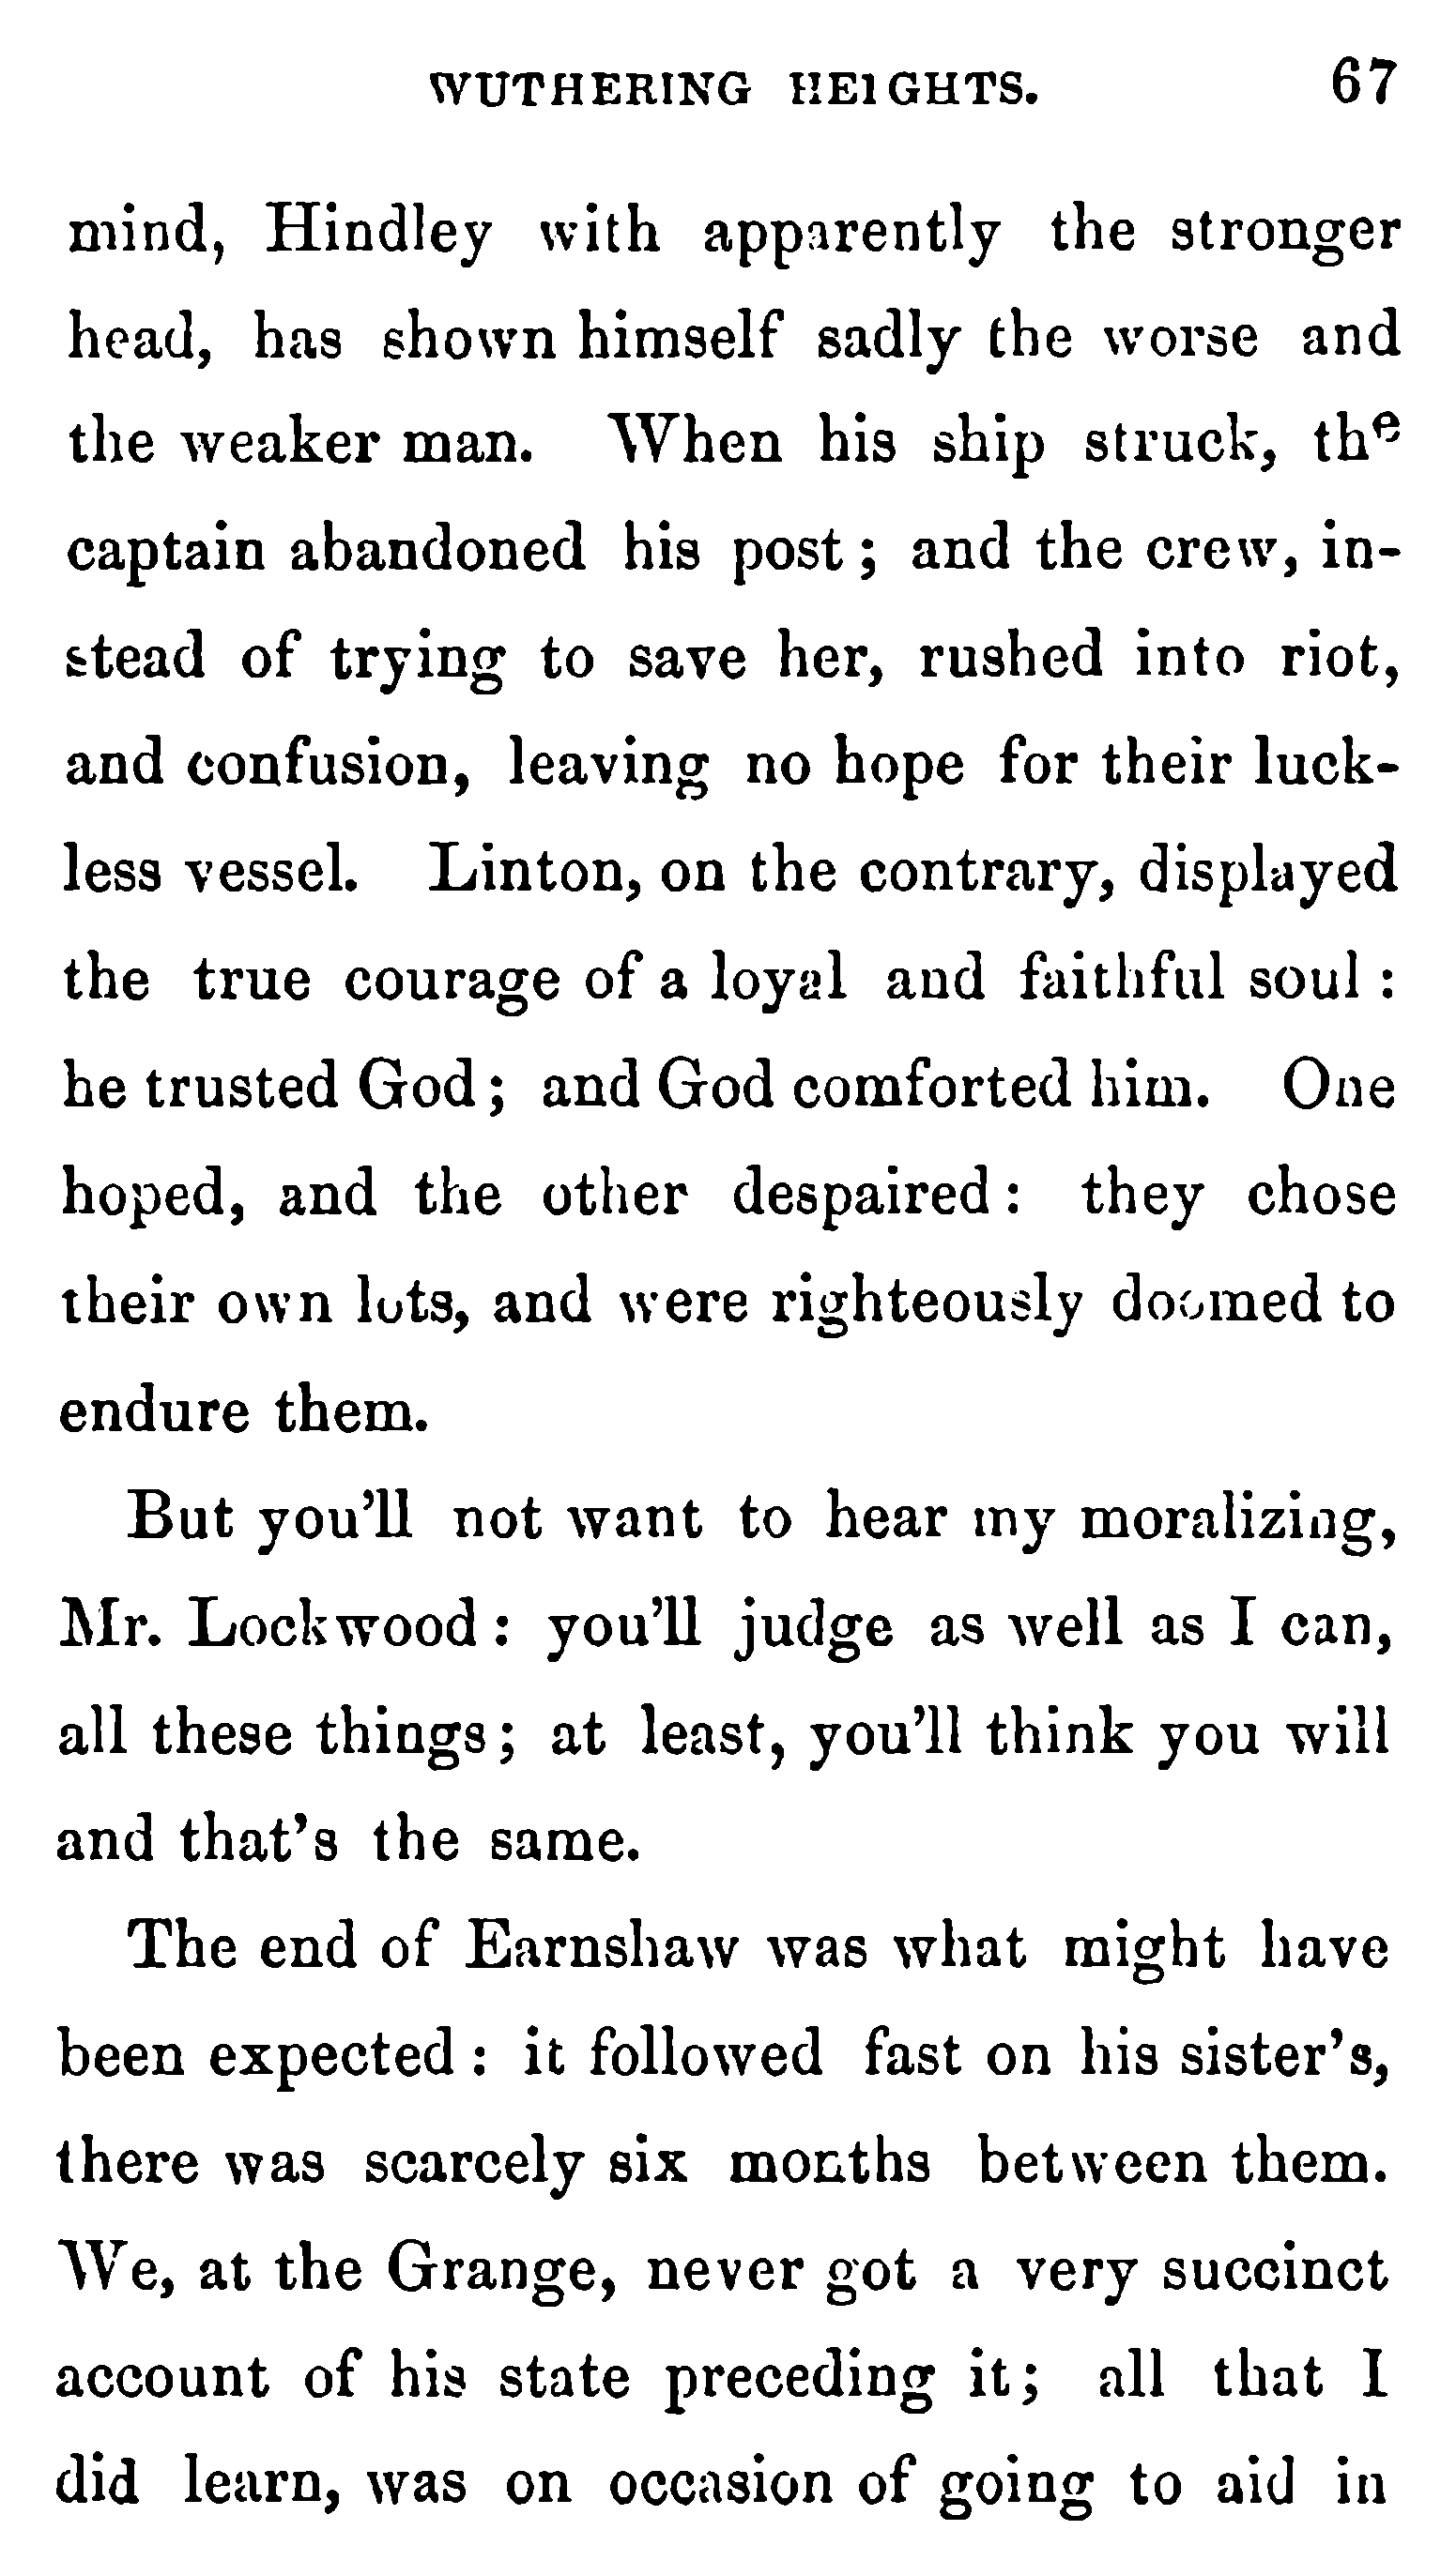 WUTHERING HEIGHTS. 67
mind, Hindley with apparently the stronger
head, has shown himself sadly the worse and
the weaker man. When his ship struck, the
captain abandoned his post ; and the crew, in-
stead of trying to save her, rushed into riot,
and confusion, leaving no hope for their luck-
less vessel. Linton, on the contrary, displayed
the true courage of a loyal and faithful soul :
he trusted God ; and God comforted him. One
hoped, and the other despaired : they chose
their own lots, and were righteously doomed to
endure them.
But you'll not want to hear my moralizing,
Mr. Lockwood : you'll judge as well as I can,
all these things ; at least, you'll think you will
and that's the same.
The end of Earnshaw was what might have
been expected : it followed fast on his sister's,
there was scarcely six months between them.
We, at the Grange, never got a very succinct
account of his state preceding it ; all that I
did learn, was on occasion of going to aid in